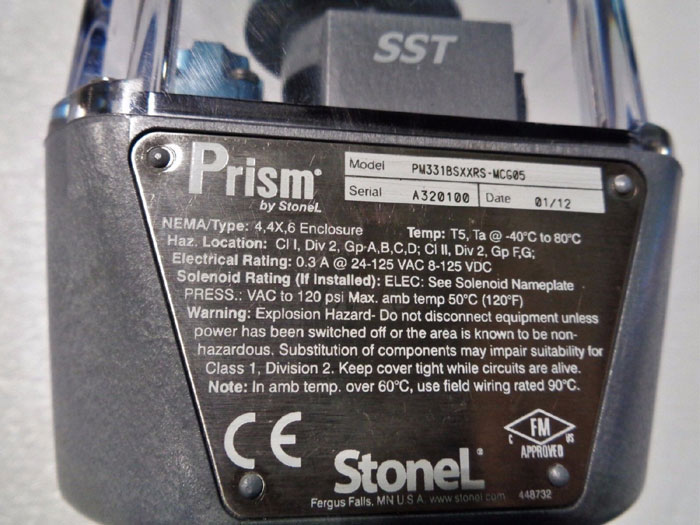 SST
Prism®
by StoneL
Model PM331BSXXRS-MCG05
Serial A320100 Date 01/12
NEMA/Type: 4,4X,6 Enclosure Temp: T5, Ta @ -40°C to 80°C
Haz. Location: Cl I, Div 2, Gp A,B,C,D; Cl II, Div 2, Gp F,G;
Electrical Rating: 0.3 A @ 24-125 VAC 8-125 VDC
Solenoid Rating (If Installed): ELEC: See Solenoid Nameplate
PRESS.: VAC to 120 psi Max. amb temp 50°C (120°F)
Warning: Explosion Hazard- Do not disconnect equipment unless
power has been switched off or the area is known to be non-
hazardous. Substitution of components may impair suitability for
Class 1, Division 2. Keep cover tight while circuits are alive.
Note: In amb temp. over 60°C, use field wiring rated 90°C.
CE
StoneL®
C FM US
APPROVED
Fergus Falls, MN U.S.A. www.stonel.com 448732